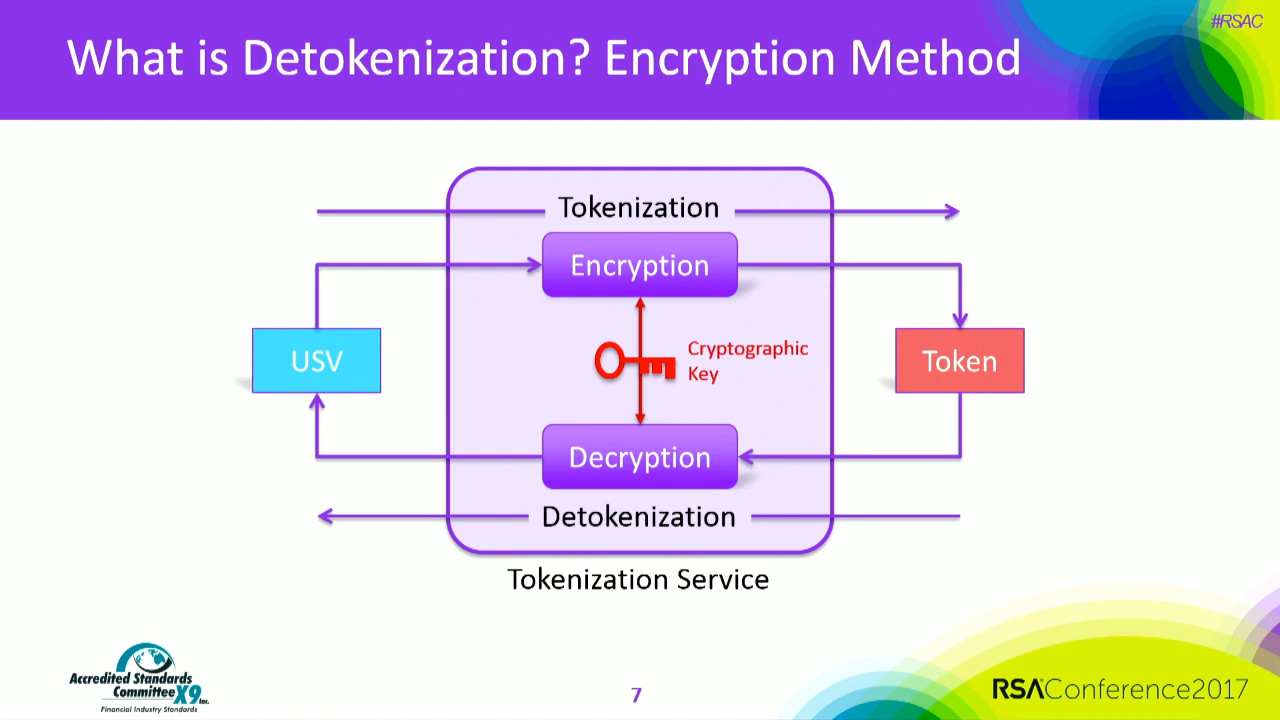 #RSAC
What is Detokenization? Encryption Method
Tokenization
Encryption
USV
Cryptographic
Key
Token
Decryption
Detokenization
Tokenization Service
Accredited Standards
Committee X9 Inc.
Financial Industry Standards
7
RSAConference2017